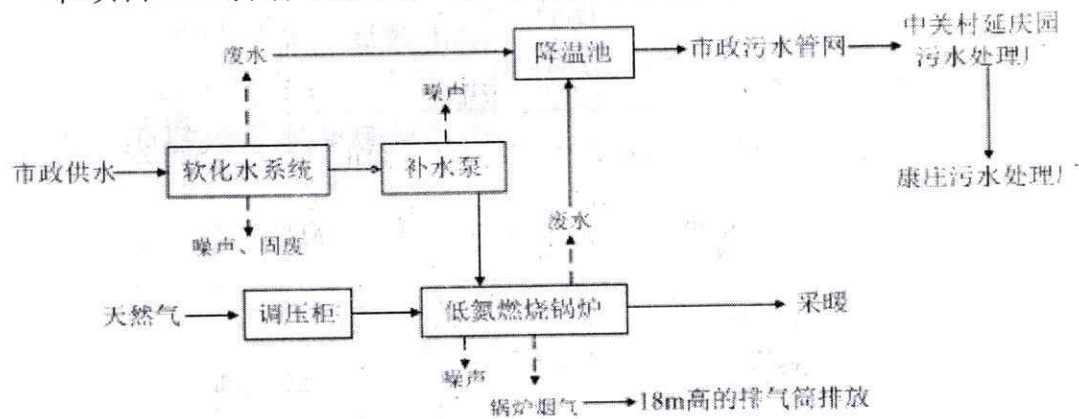 废水
降温池
市政污水管网
中关村延庆园
污水处理厂
噪声
市政供水
软化水系统
补水泵
康庄污水处理厂
废水
噪声、固废
天然气
调压柜
低氮燃烧锅炉
采暖
噪声
锅炉烟气
18m高的排气筒排放